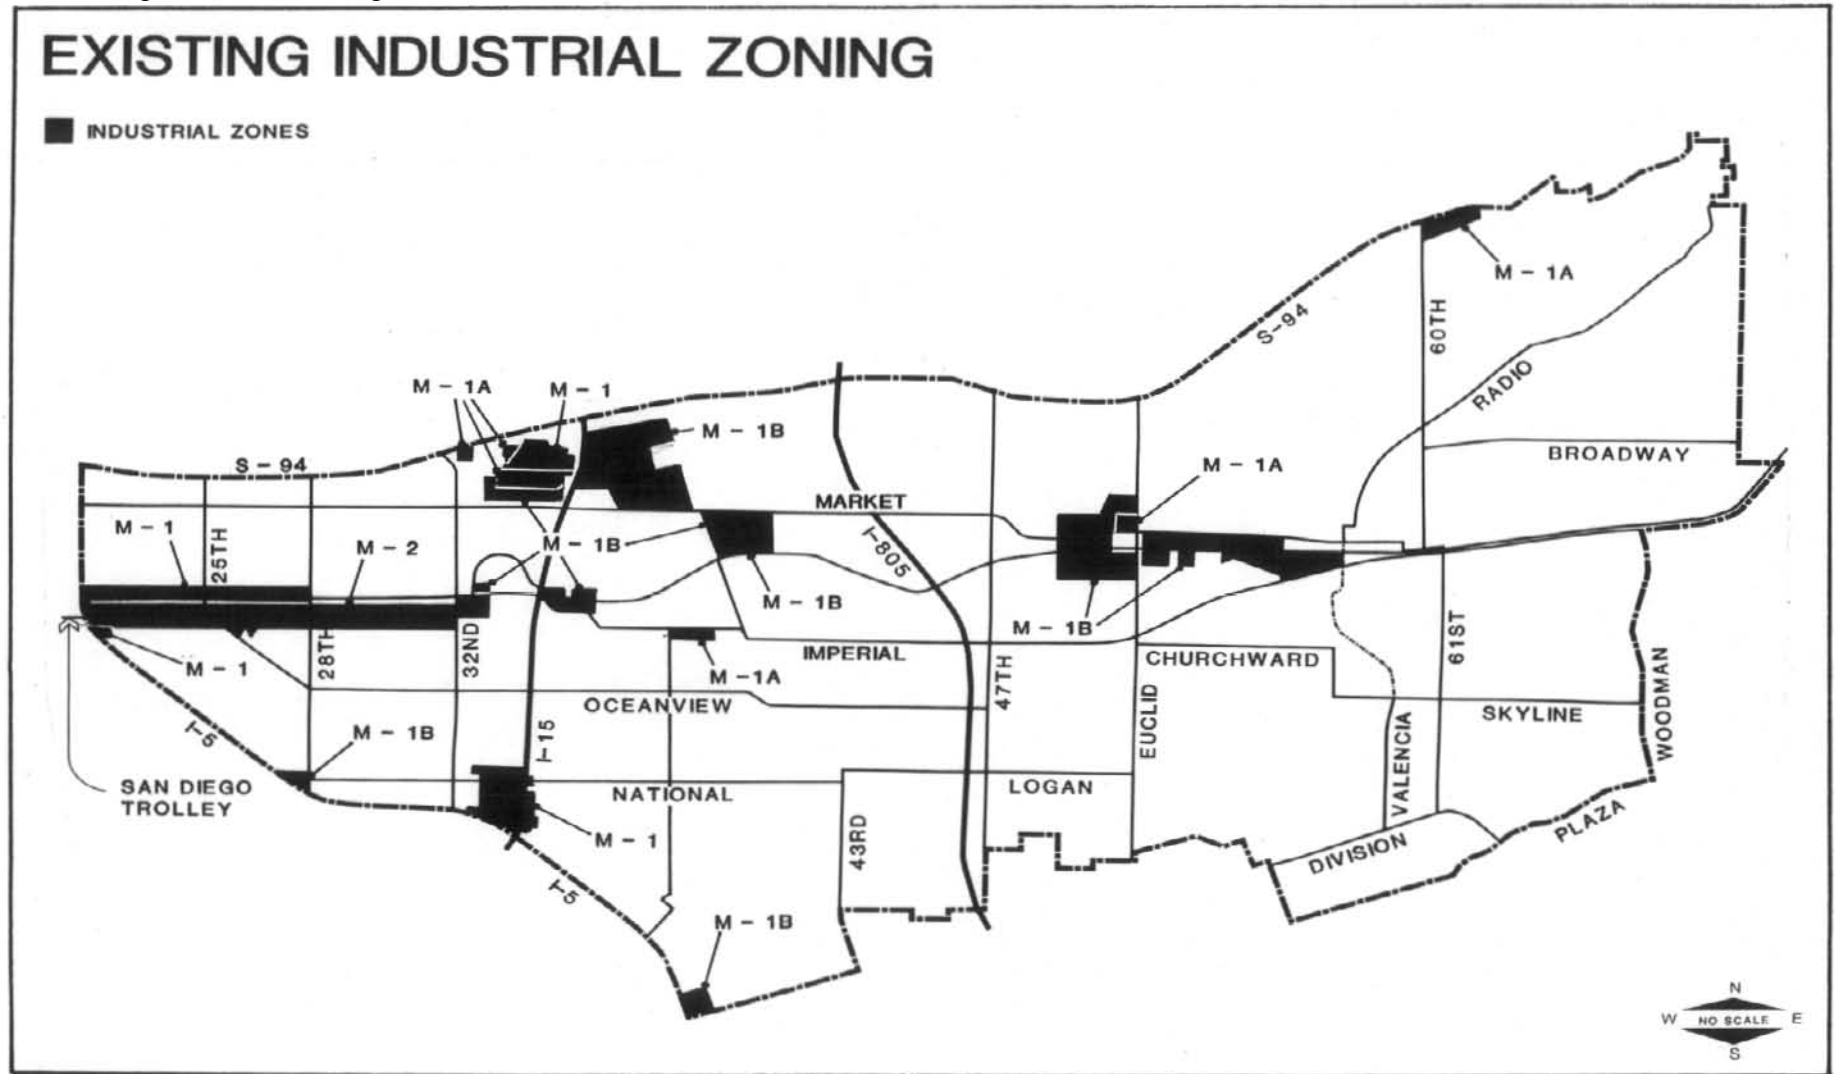 EXISTING INDUSTRIAL ZONING
INDUSTRIAL ZONES
M - 1A
S-94
60TH
RADIO
BROADWAY
M - 1A
M - 1
M - 1B
S - 94
M - 1A
MARKET
M - 1
25TH
M - 2
M - 1B
I-805
M - 1B
M - 1B
28TH
32ND
M - 1
IMPERIAL
M - 1A
47TH
CHURCHWARD
61ST
WOODMAN
OCEANVIEW
EUCLID
SKYLINE
I-5
M - 1B
I-15
VALENCIA
SAN DIEGO
TROLLEY
NATIONAL
LOGAN
M - 1
43RD
DIVISION
PLAZA
I-5
M - 1B
N
W NO SCALE E
S